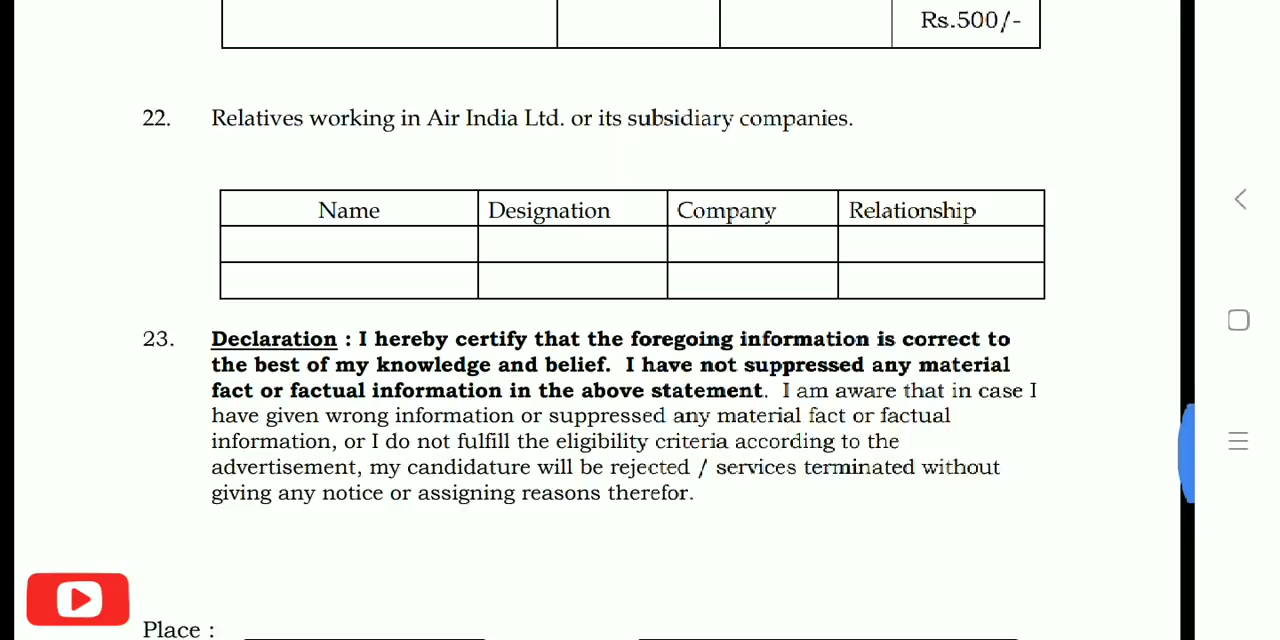 Rs.500/-
22. Relatives working in Air India Ltd. or its subsidiary companies.
Name Designation Company Relationship
23. Declaration : I hereby certify that the foregoing information is correct to
the best of my knowledge and belief. I have not suppressed any material
fact or factual information in the above statement. I am aware that in case I
have given wrong information or suppressed any material fact or factual
information, or I do not fulfill the eligibility criteria according to the
advertisement, my candidature will be rejected / services terminated without
giving any notice or assigning reasons therefor.
Place :